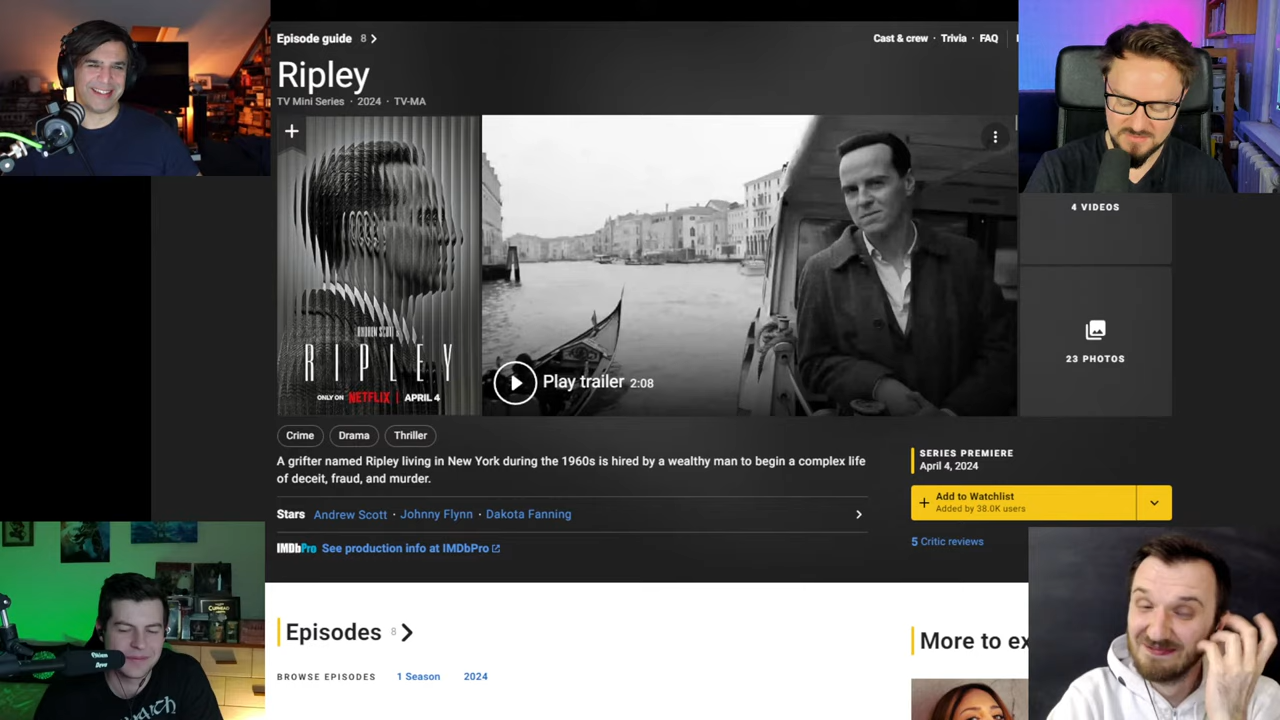 Episode guide 8
Cast & crew · Trivia · FAQ
Ripley
TV Mini Series · 2024 · TV-MA
RIPLEY
ONLY ON NETFLIX | APRIL 4
Play trailer 2:08
4 VIDEOS
23 PHOTOS
Crime
Drama
Thriller
A grifter named Ripley living in New York during the 1960s is hired by a wealthy man to begin a complex life
of deceit, fraud, and murder.
SERIES PREMIERE
April 4, 2024
Add to Watchlist
Added by 38.0K users
Stars Andrew Scott · Johnny Flynn · Dakota Fanning
IMDbPro See production info at IMDbPro
5 Critic reviews
Episodes 8
More to ex
BROWSE EPISODES 1 Season 2024
CUPHEAD